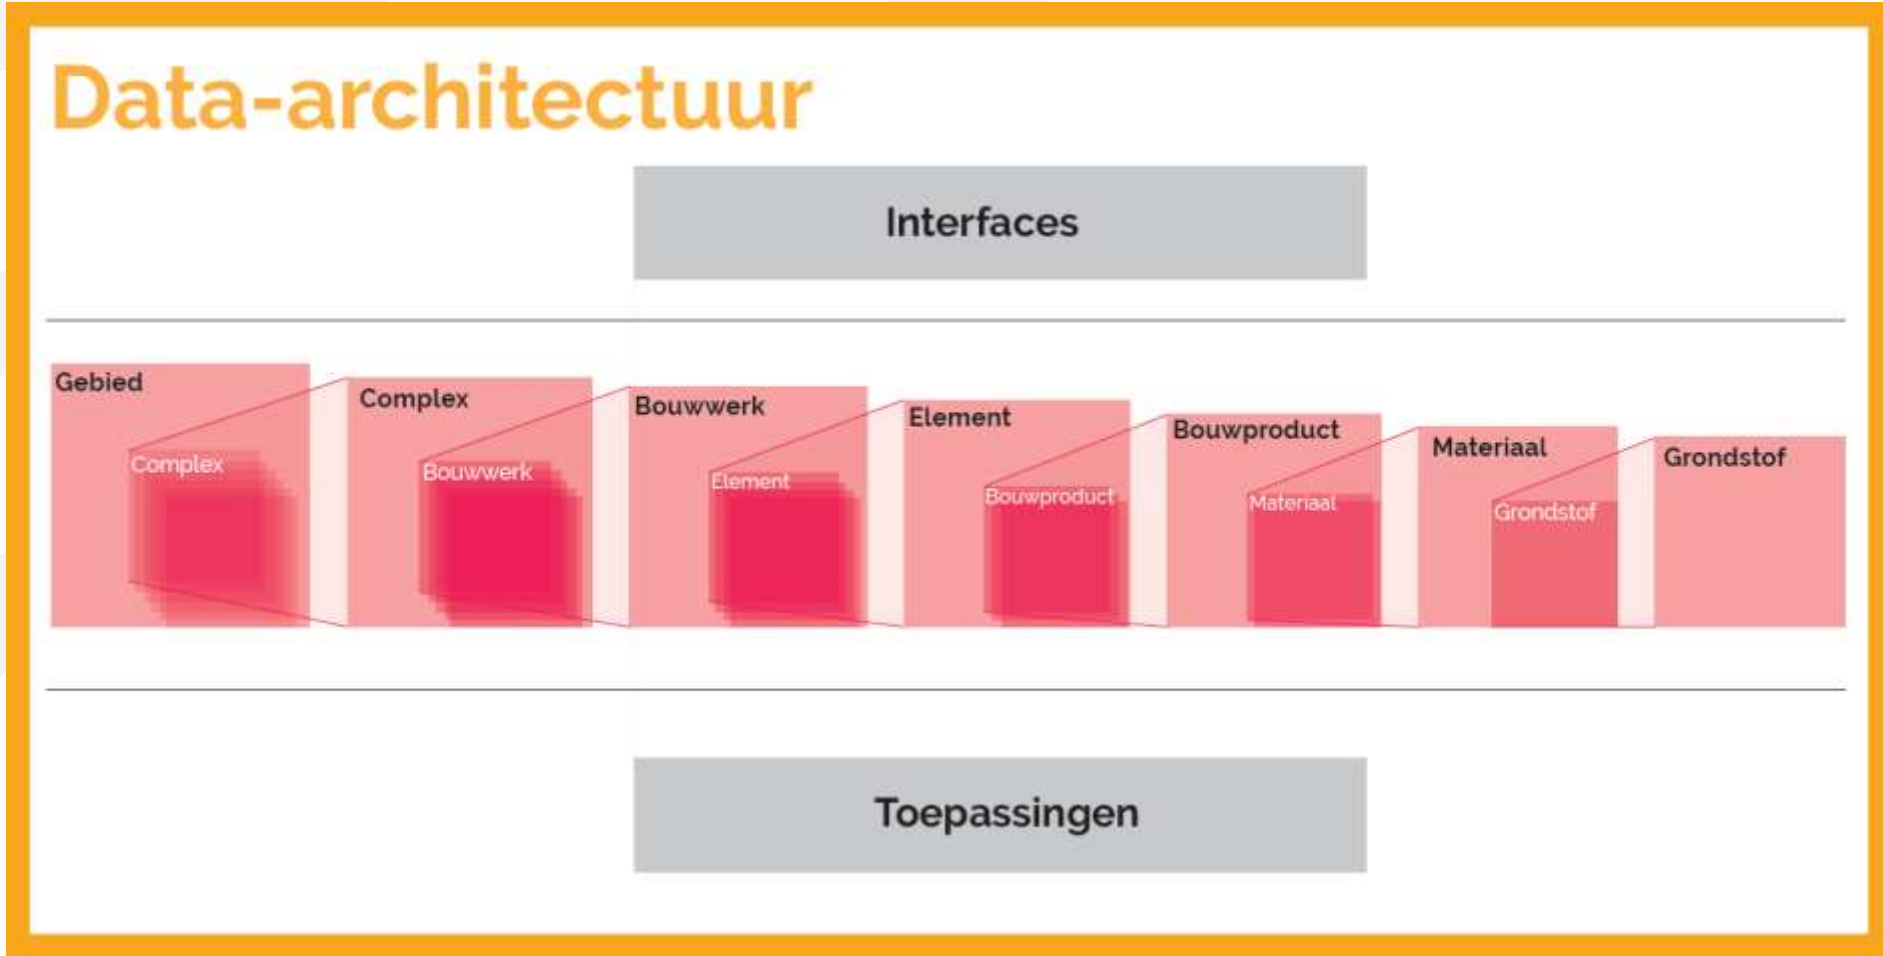 Data-architectuur
Interfaces
Gebied
Complex
Complex
Bouwwerk
Bouwwerk
Element
Element
Bouwproduct
Bouwproduct
Materiaal
Materiaal
Grondstof
Grondstof
Toepassingen